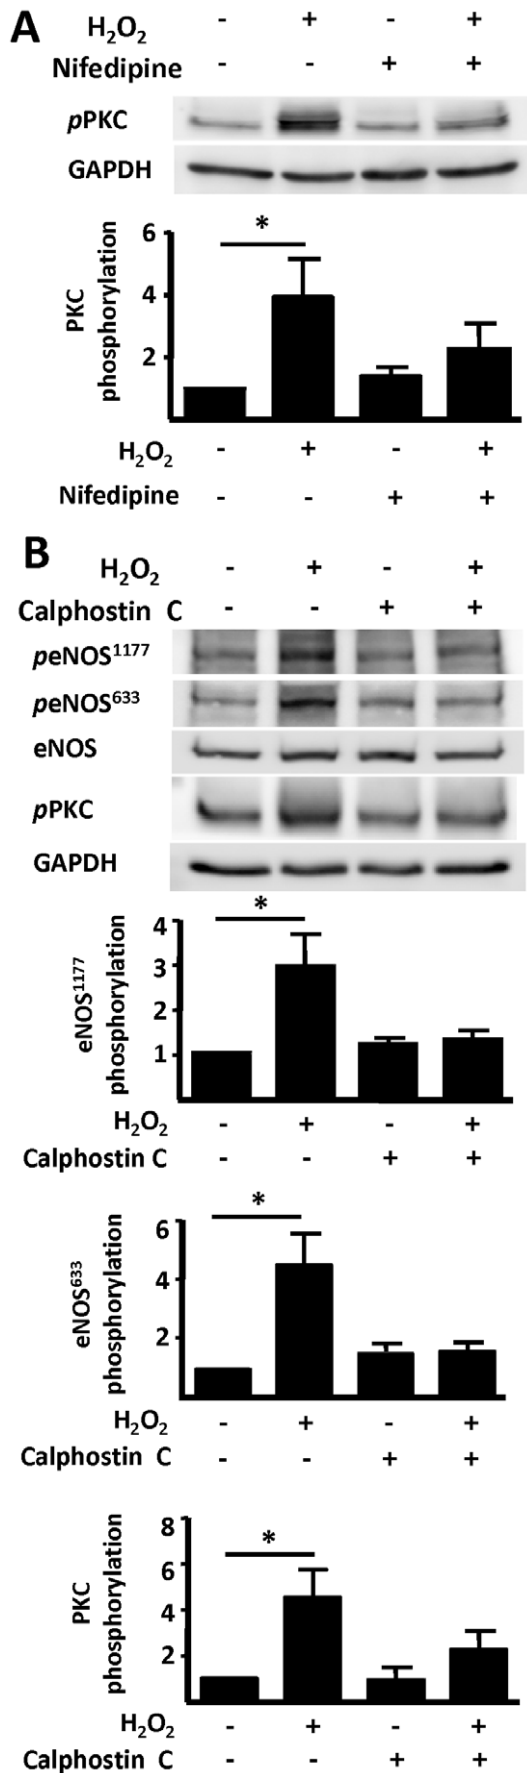 A
H₂O₂ - + - +
Nifedipine - - + +
pPKC
GAPDH
PKC
phosphorylation
6
4
2
*
H₂O₂ - + - +
Nifedipine - - + +
B
H₂O₂ - + - +
Calphostin C - - + +
peNOS¹¹⁷⁷
peNOS⁶³³
eNOS
pPKC
GAPDH
eNOS¹¹⁷⁷
phosphorylation
4
3
2
1
*
H₂O₂ - + - +
Calphostin C - - + +
eNOS⁶³³
phosphorylation
6
4
2
*
H₂O₂ - + - +
Calphostin C - - + +
PKC
phosphorylation
8
6
4
2
*
H₂O₂ - + - +
Calphostin C - - + +